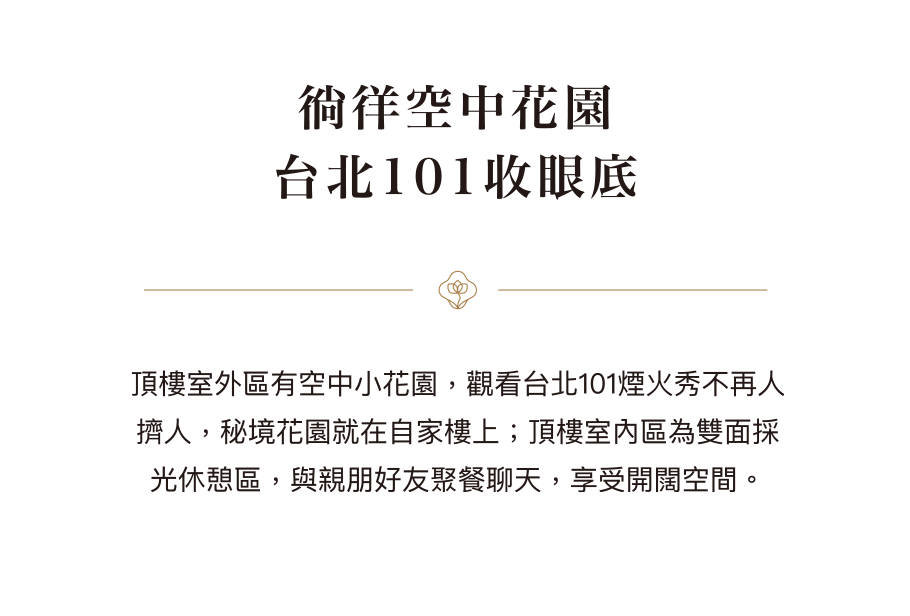 徜徉空中花園
台北101收眼底
頂樓室外區有空中小花園，觀看台北101煙火秀不再人
擠人，秘境花園就在自家樓上；頂樓室內區為雙面採
光休憩區，與親朋好友聚餐聊天，享受開闊空間。